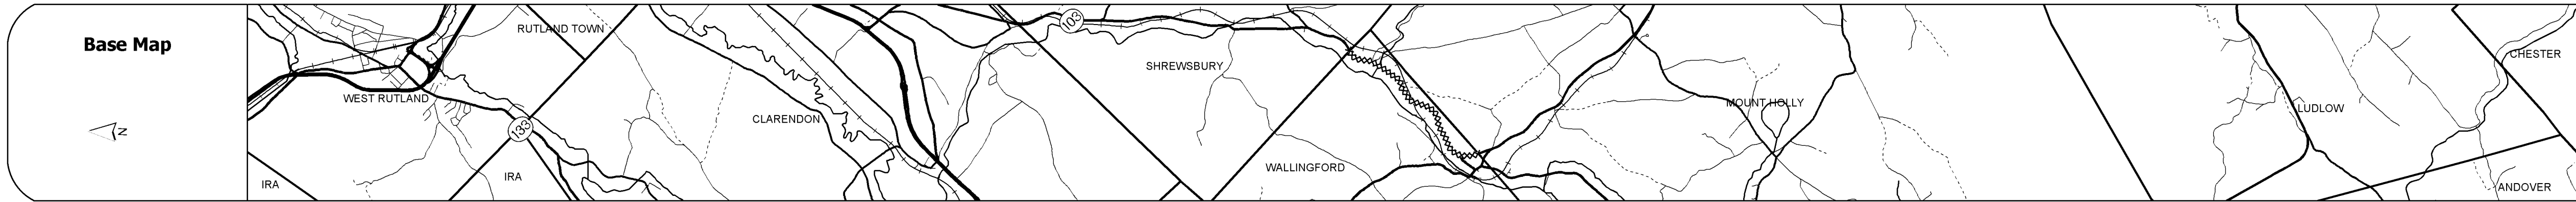 Base Map
N
RUTLAND TOWN
WEST RUTLAND
IRA
133
IRA
CLARENDON
103
SHREWSBURY
WALLINGFORD
MOUNT HOLLY
LUDLOW
CHESTER
ANDOVER